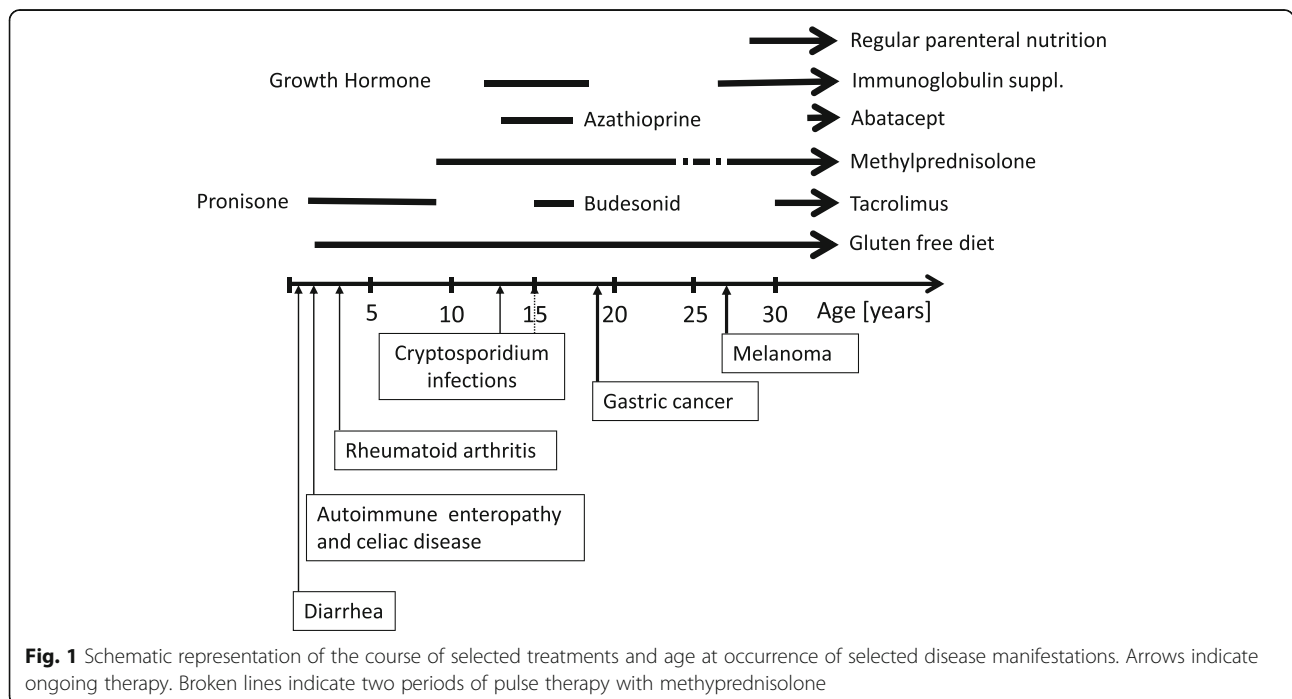 Regular parenteral nutrition
Growth Hormone
Immunoglobulin suppl.
Azathioprine
Abatacept
Methylprednisolone
Pronisone
Budesonid
Tacrolimus
Gluten free diet
5 10 15 20 25 30 Age [years]
Cryptosporidium
infections
Melanoma
Gastric cancer
Rheumatoid arthritis
Autoimmune enteropathy
and celiac disease
Diarrhea
Fig. 1 Schematic representation of the course of selected treatments and age at occurrence of selected disease manifestations. Arrows indicate
ongoing therapy. Broken lines indicate two periods of pulse therapy with methyprednisolone